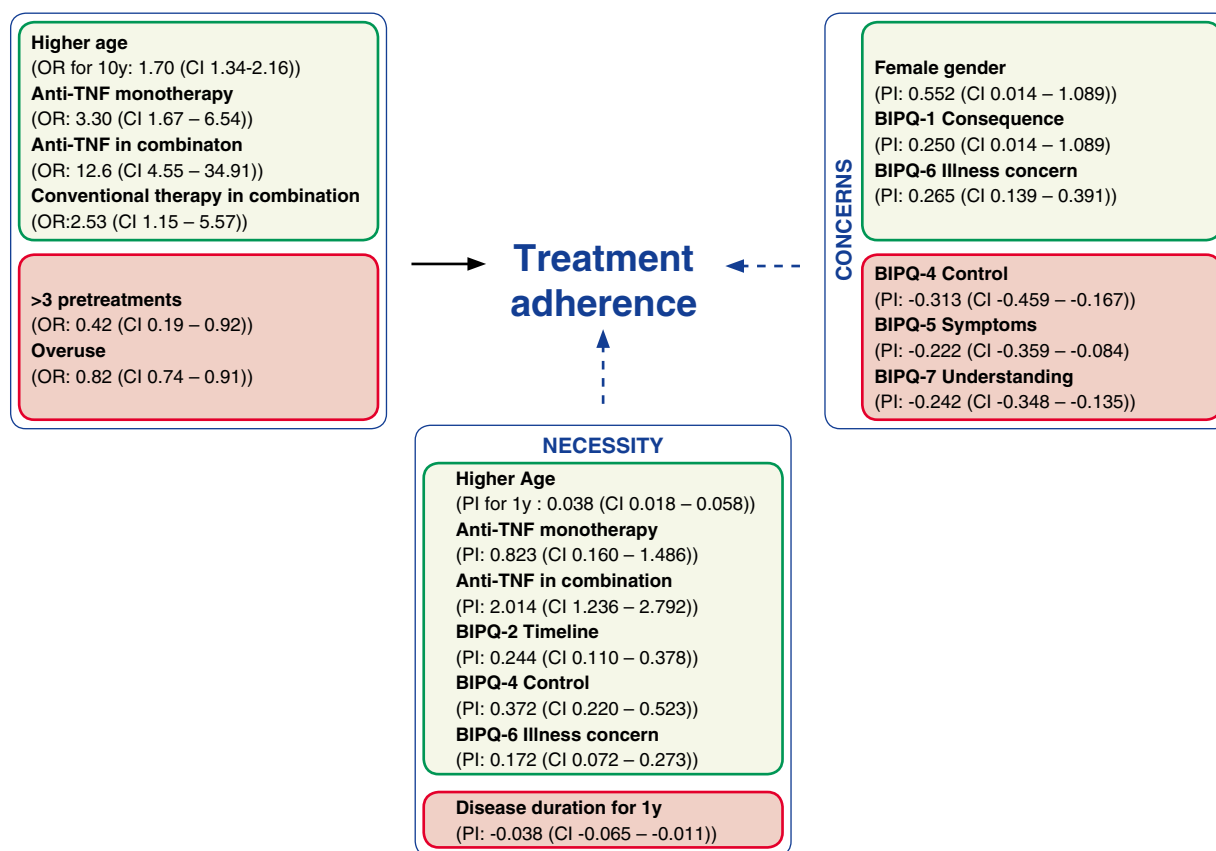 Higher age
(OR for 10y: 1.70 (CI 1.34-2.16))
Anti-TNF monotherapy
(OR: 3.30 (CI 1.67 – 6.54)
Anti-TNF in combinaton
(OR: 12.6 (CI 4.55 – 34.91))
Conventional therapy in combination
(OR:2.53 (CI 1.15 – 5.57))
>3 pretreatments
(OR: 0.42 (CI 0.19 – 0.92))
Overuse
(OR: 0.82 (CI 0.74 – 0.91))
Treatment
adherence
CONCERNS
Female gender
(PI: 0.552 (CI 0.014 – 1.089))
BIPQ-1 Consequence
(PI: 0.250 (CI 0.014 – 1.089)
BIPQ-6 Illness concern
(PI: 0.265 (CI 0.139 – 0.391))
BIPQ-4 Control
(PI: -0.313 (CI -0.459 – -0.167))
BIPQ-5 Symptoms
(PI: -0.222 (CI -0.359 – -0.084)
BIPQ-7 Understanding
(PI: -0.242 (CI -0.348 – -0.135))
NECESSITY
Higher Age
(PI for 1y : 0.038 (CI 0.018 – 0.058))
Anti-TNF monotherapy
(PI: 0.823 (CI 0.160 – 1.486))
Anti-TNF in combination
(PI: 2.014 (CI 1.236 – 2.792))
BIPQ-2 Timeline
(PI: 0.244 (CI 0.110 – 0.378))
BIPQ-4 Control
(PI: 0.372 (CI 0.220 – 0.523))
BIPQ-6 Illness concern
(PI: 0.172 (CI 0.072 – 0.273))
Disease duration for 1y
(PI: -0.038 (CI -0.065 – -0.011))